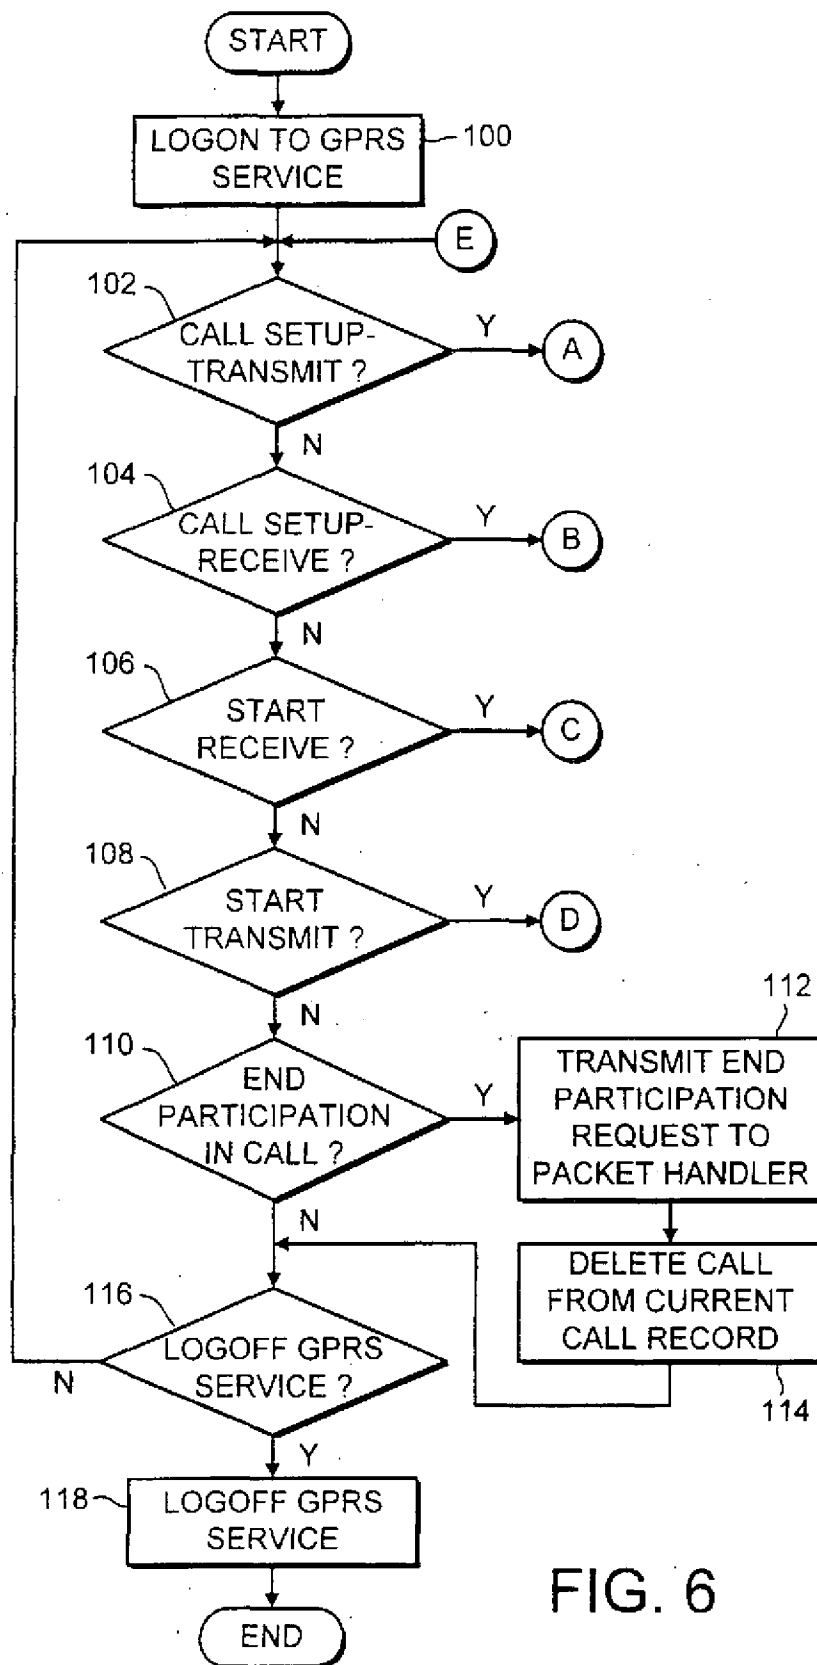 START
LOGON TO GPRS
SERVICE
100
E
102
CALL SETUP-
TRANSMIT ?
Y
A
N
104
CALL SETUP-
RECEIVE ?
Y
B
N
106
START
RECEIVE ?
Y
C
N
108
START
TRANSMIT ?
Y
D
N
110
END
PARTICIPATION
IN CALL ?
Y
112
TRANSMIT END
PARTICIPATION
REQUEST TO
PACKET HANDLER
N
DELETE CALL
FROM CURRENT
CALL RECORD
114
116
LOGOFF GPRS
SERVICE ?
N
Y
118
LOGOFF GPRS
SERVICE
END
FIG. 6